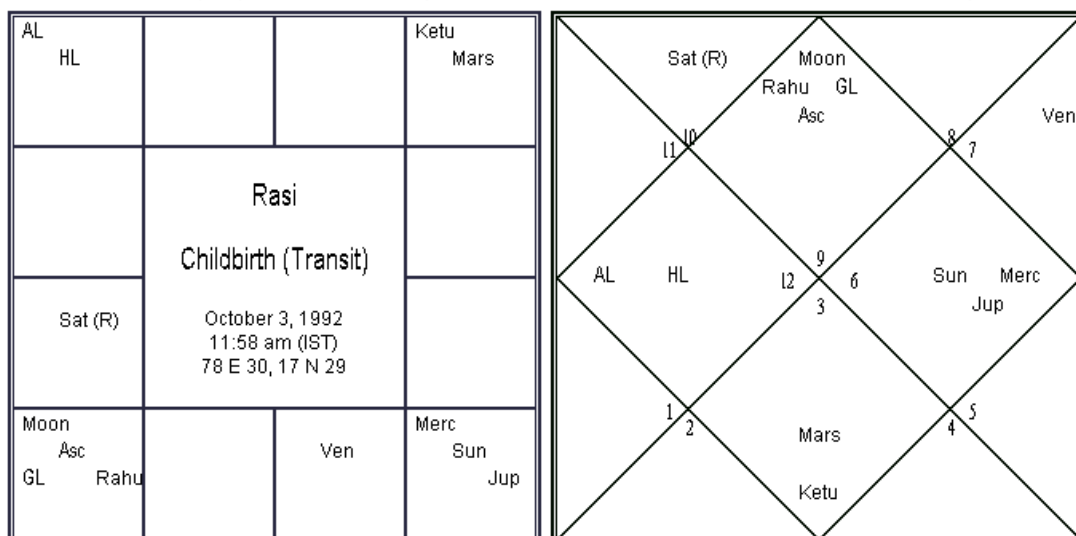 AL
HL
Ketu
Mars
Rasi
Childbirth (Transit)
October 3, 1992
11:58 am (IST)
78 E 30, 17 N 29
Sat (R)
Moon
Asc
GL Rahu
Ven
Merc
Sun
Jup
Sat (R)
Moon
Rahu GL
Asc
Ven
10
11
8
7
9
12
6
3
AL HL
Sun Merc
Jup
1
2
5
4
Mars
Ketu